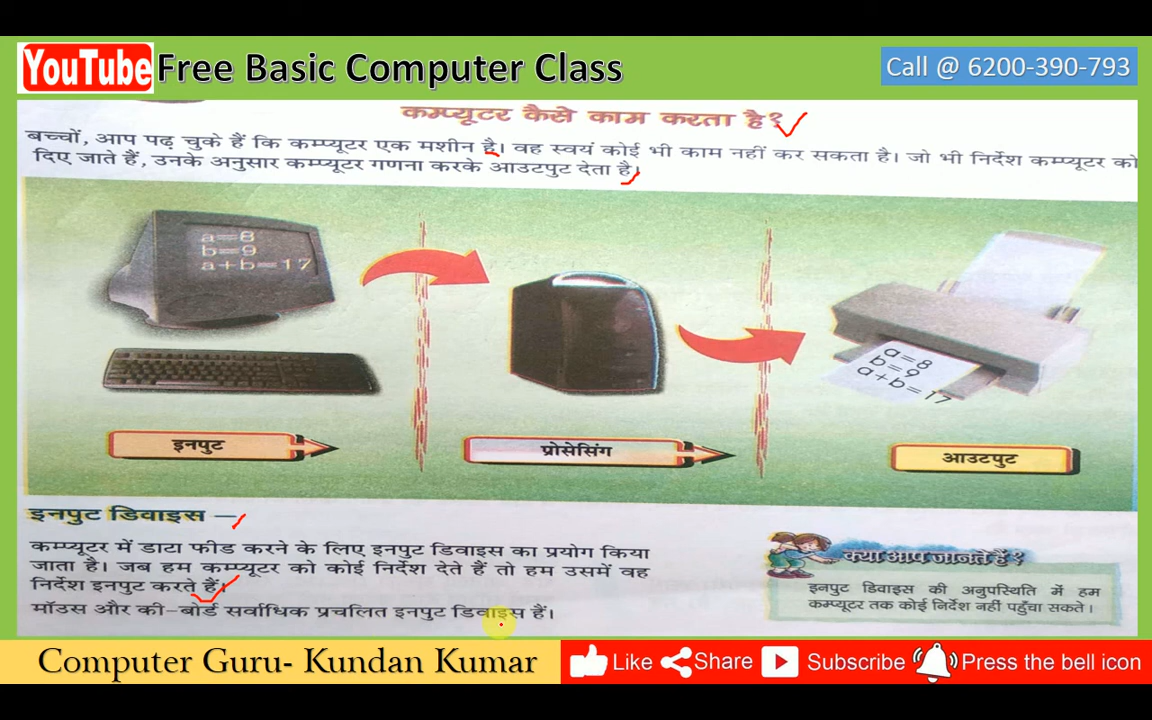 YouTube Free Basic Computer Class
Call @ 6200-390-793
कम्प्यूटर कैसे काम करता है?
बच्चों, आप पढ़ चुके हैं कि कम्प्यूटर एक मशीन है। वह स्वयं कोई भी काम नहीं कर सकता है। जो भी निर्देश कम्प्यूटर को
दिए जाते हैं, उनके अनुसार कम्प्यूटर गणना करके आउटपुट देता है।
a=8
b=9
a+b=17
a=8
b=9
a+b=17
इनपुट
प्रोसेसिंग
आउटपुट
इनपुट डिवाइस –
कम्प्यूटर में डाटा फीड करने के लिए इनपुट डिवाइस का प्रयोग किया
जाता है। जब हम कम्प्यूटर को कोई निर्देश देते हैं तो हम उसमें वह
निर्देश इनपुट करते हैं।
मॉउस और की-बोर्ड सर्वाधिक प्रचलित इनपुट डिवाइस हैं।
क्या आप जानते हैं?
इनपुट डिवाइस की अनुपस्थिति में हम
कम्प्यूटर तक कोई निर्देश नहीं पहुँचा सकते।
Computer Guru- Kundan Kumar
Like Share Subscribe Press the bell icon